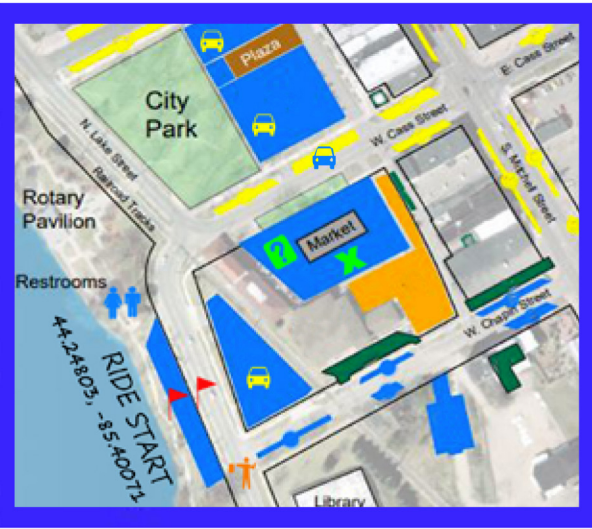 Plaza
E. Cass Street
City
Park
W. Cass Street
N. Lake Street
S. Mitchell Street
Railroad Tracks
Rotary
Pavilion
Market
?
X
Restrooms
W. Chapin Street
RIDE START
44.24803, -85.40071
Library